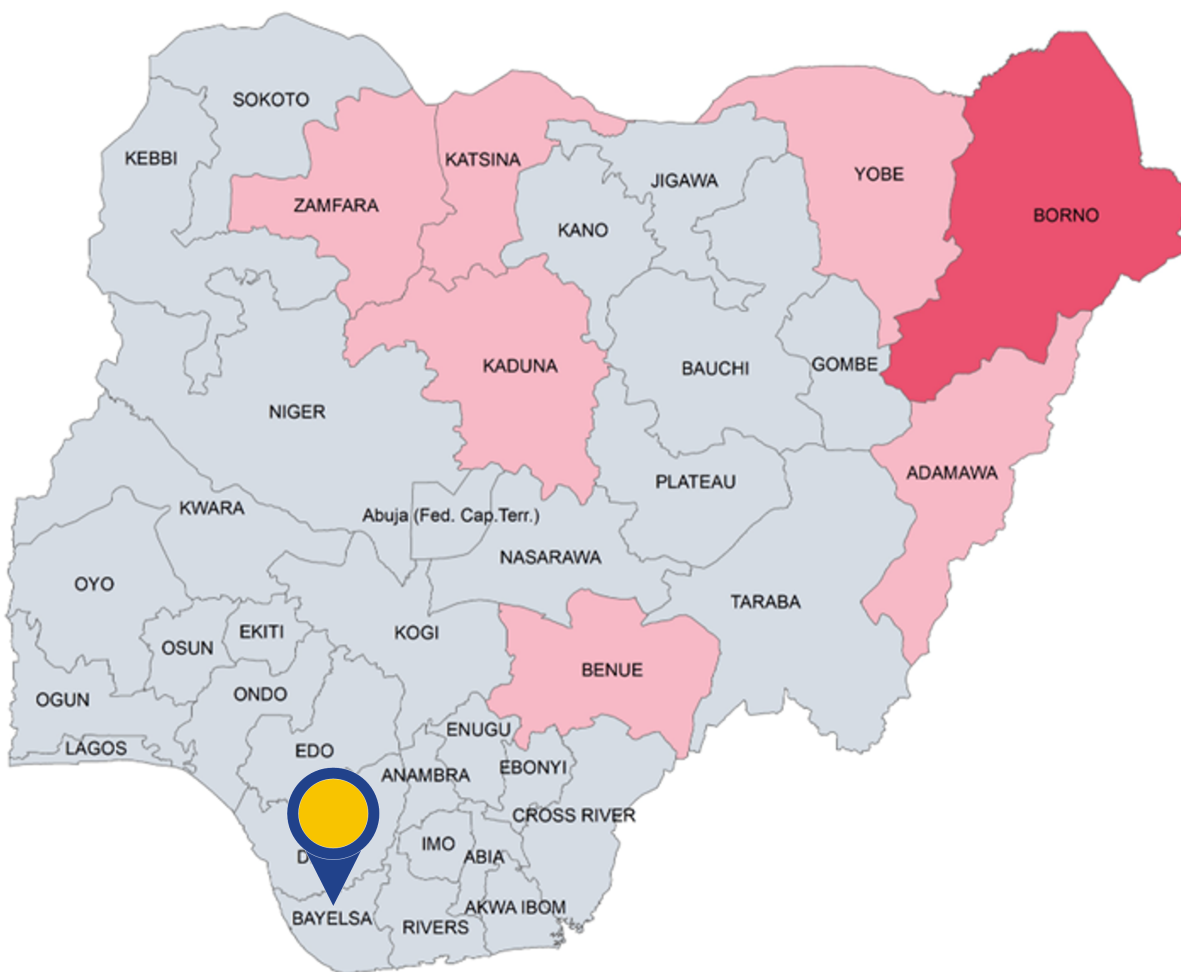 SOKOTO
KEBBI
KATSINA
ZAMFARA
JIGAWA
YOBE
KANO
BORNO
KADUNA
BAUCHI
GOMBE
NIGER
ADAMAWA
PLATEAU
KWARA
Abuja (Fed. Cap.Terr.)
NASARAWA
OYO
TARABA
EKITI
OSUN
KOGI
BENUE
OGUN
ONDO
ENUGU
LAGOS
EDO
ANAMBRA
EBONYI
CROSS RIVER
IMO
ABIA
D
AKWA IBOM
BAYELSA
RIVERS